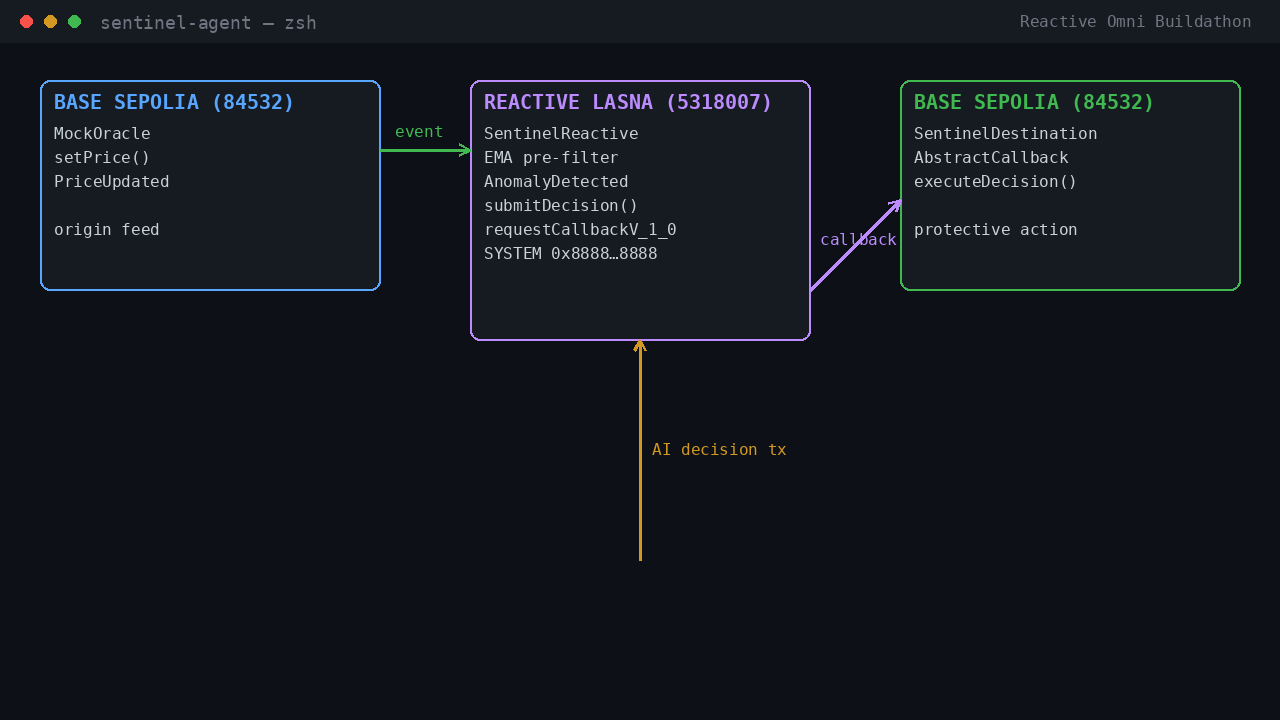 sentinel-agent — zsh
Reactive Omni Buildathon
BASE SEPOLIA (84532)
MockOracle
setPrice()
PriceUpdated
origin feed
event
REACTIVE LASNA (5318007)
SentinelReactive
EMA pre-filter
AnomalyDetected
submitDecision()
requestCallbackV_1_0
SYSTEM 0x8888…8888
callback
BASE SEPOLIA (84532)
SentinelDestination
AbstractCallback
executeDecision()
protective action
AI decision tx